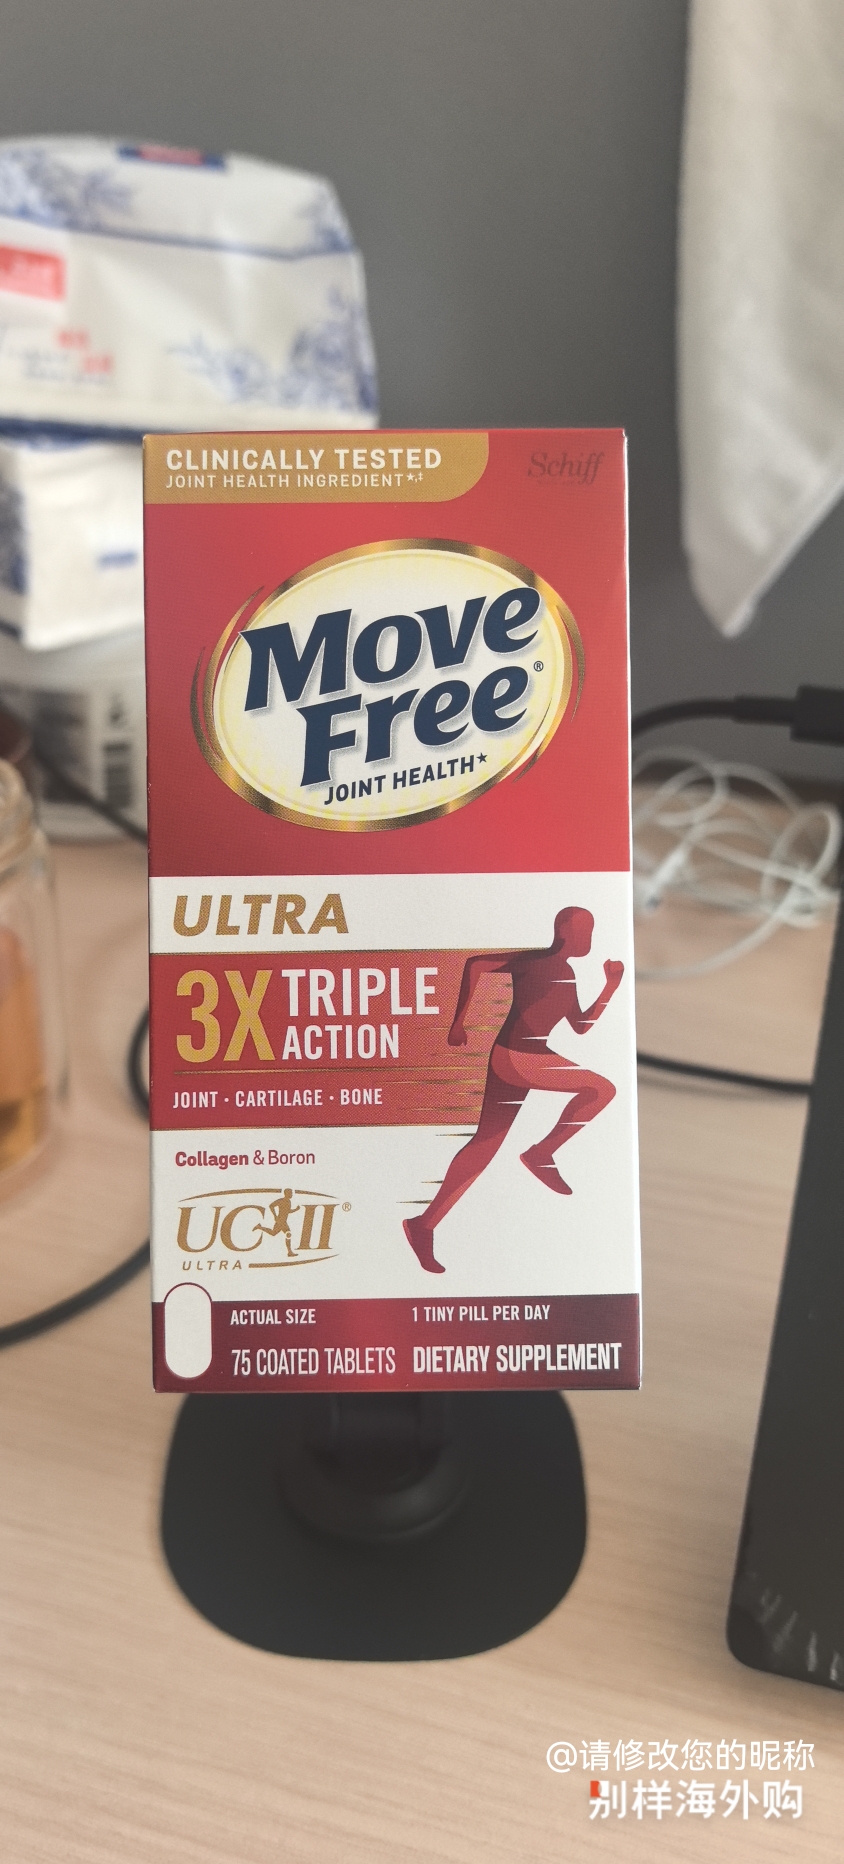 CLINICALLY TESTED
JOINT HEALTH INGREDIENT★,‡
Schiff
Move
Free®
JOINT HEALTH★
ULTRA
3X TRIPLE
ACTION
JOINT · CARTILAGE · BONE
Collagen & Boron
UC II®
ULTRA
ACTUAL SIZE 1 TINY PILL PER DAY
75 COATED TABLETS DIETARY SUPPLEMENT
@请修改您的昵称
别样海外购